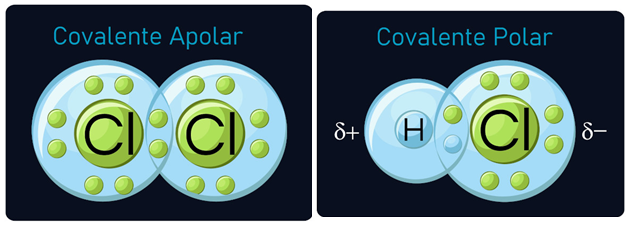 Covalente Apolar
Cl Cl
Covalente Polar
δ+ H Cl δ−